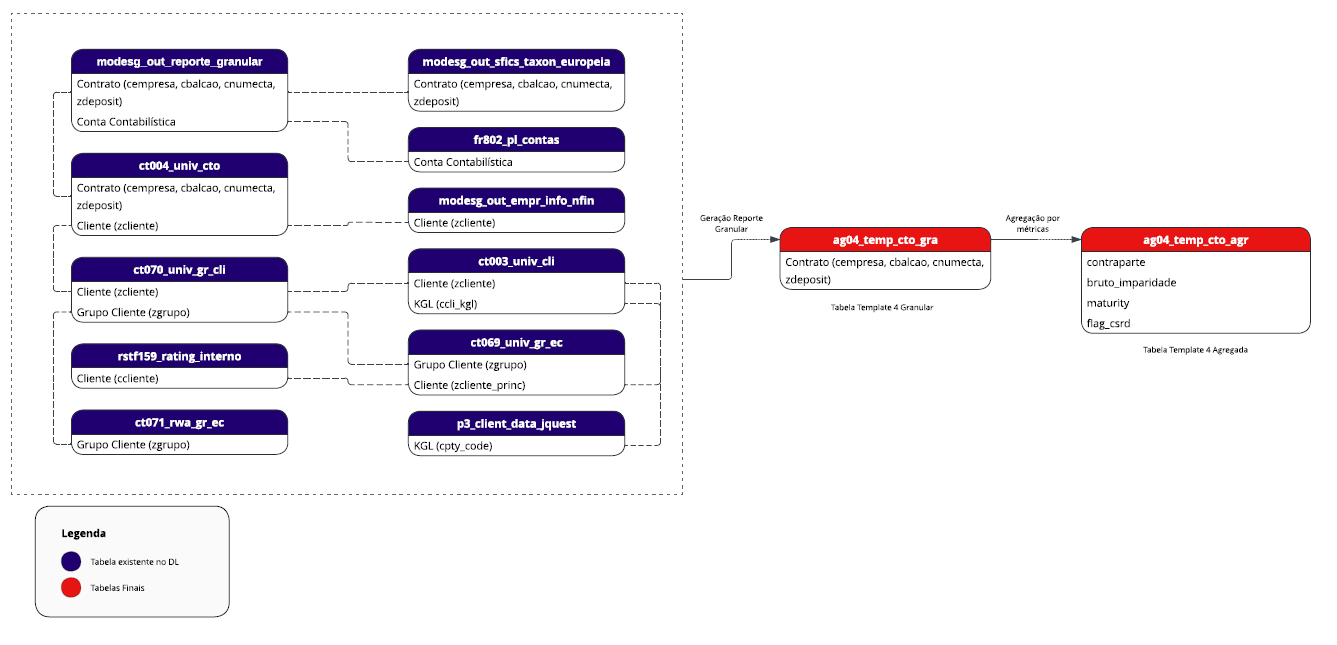 modesg_out_reporte_granular
Contrato (cempresa, cbalcao, cnumecta,
zdeposit)
Conta Contabilística
ct004_univ_cto
Contrato (cempresa, cbalcao, cnumecta,
zdeposit)
Cliente (zcliente)
ct070_univ_gr_cli
Cliente (zcliente)
Grupo Cliente (zgrupo)
rstf159_rating_interno
Cliente (ccliente)
ct071_rwa_gr_ec
Grupo Cliente (zgrupo)
modesg_out_sfics_taxon_europeia
Contrato (cempresa, cbalcao, cnumecta,
zdeposit)
fr802_pl_contas
Conta Contabilística
modesg_out_empr_info_nfin
Cliente (zcliente)
ct003_univ_cli
Cliente (zcliente)
KGL (ccli_kgl)
ct069_univ_gr_ec
Grupo Cliente (zgrupo)
Cliente (zcliente_princ)
p3_client_data_jquest
KGL (cpty_code)
Geração Reporte
Granular
ag04_temp_cto_gra
Contrato (cempresa, cbalcao, cnumecta,
zdeposit)
Tabela Template 4 Granular
Agregação por
métricas
ag04_temp_cto_agr
contraparte
bruto_imparidade
maturity
flag_csrd
Tabela Template 4 Agregada
Legenda
Tabela existente no DL
Tabelas Finais